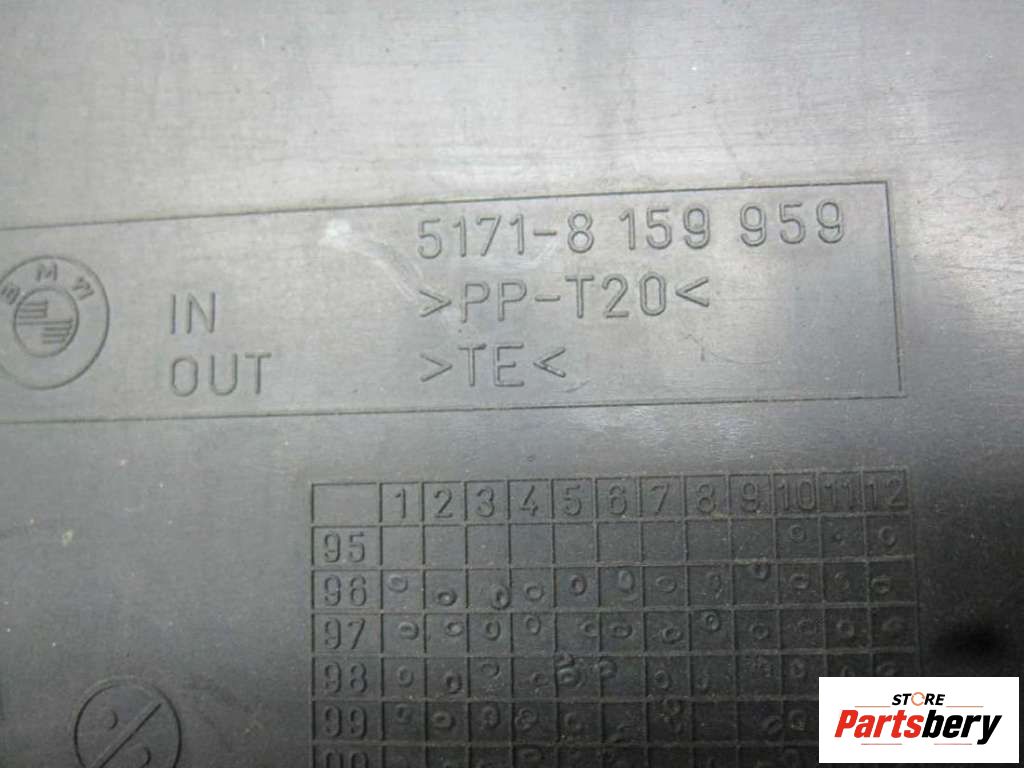 5171-8 159 959
BMW
IN >PP-T20<
OUT >TE<
1 2 3 4 5 6 7 8 9 10 11 12
95
96
97
98
99
STORE
Partsbery